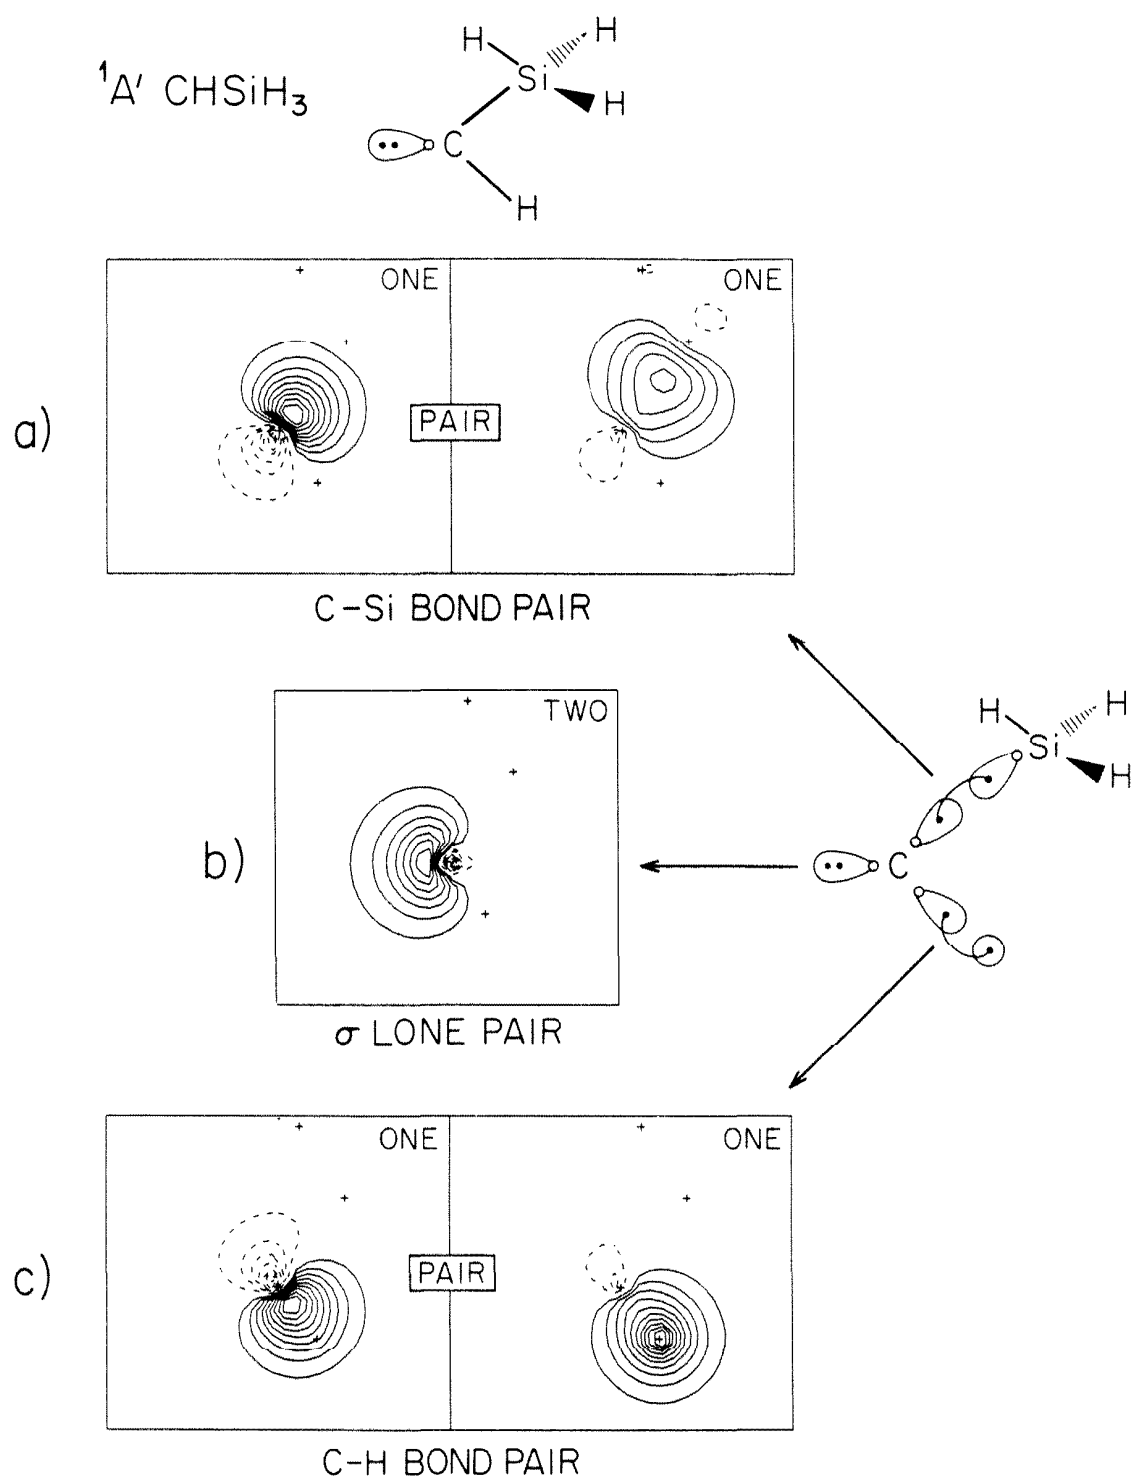 ¹A′ CHSiH₃
H H
Si
H
C
H
ONE ONE
a) PAIR
C-Si BOND PAIR
TWO
H H
Si
H
b) C
σ LONE PAIR
ONE ONE
c) PAIR
C-H BOND PAIR